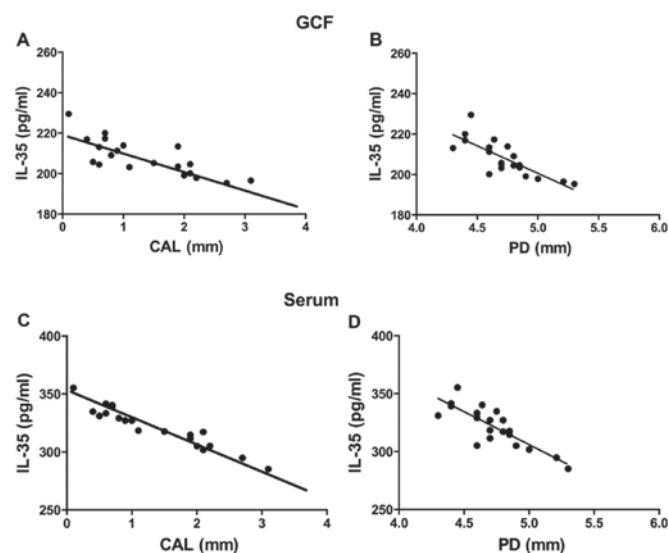 GCF
A
B
260
240
220
200
180
IL-35 (pg/ml)
0
1
2
3
4
CAL (mm)
260
240
220
200
180
IL-35 (pg/ml)
4.0
4.5
5.0
5.5
6.0
PD (mm)
Serum
C
D
400
350
300
250
IL-35 (pg/ml)
0
1
2
3
4
CAL (mm)
400
350
300
250
IL-35 (pg/ml)
4.0
4.5
5.0
5.5
6.0
PD (mm)